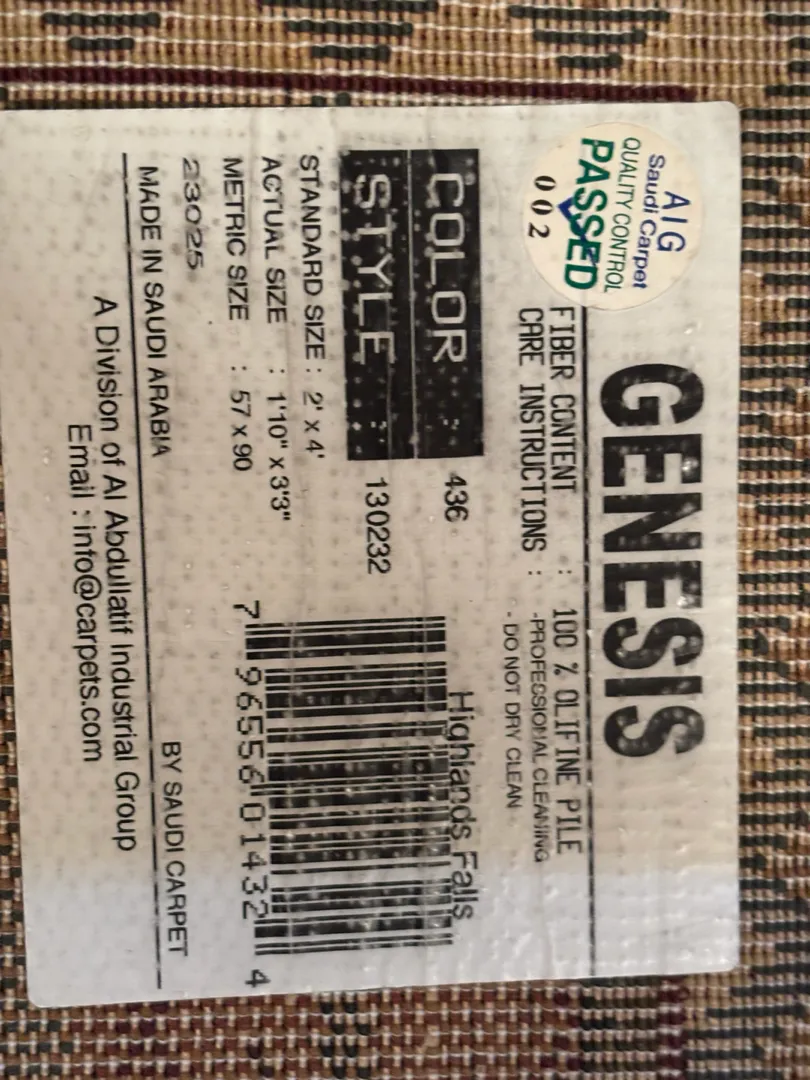 AIG
Saudi Carpet
QUALITY CONTROL
PASSED
002
GENESIS
FIBER CONTENT : 100 % OLIFINE PILE
CARE INSTRUCTIONS : -PROFESSIONAL CLEANING
- DO NOT DRY CLEAN
COLOR : 436
STYLE : 130232
Highlands Falls
STANDARD SIZE : 2' x 4'
ACTUAL SIZE : 1'10" x 3'3"
METRIC SIZE : 57 x 90
7 96556 01432 4
23025
MADE IN SAUDI ARABIA BY SAUDI CARPET
A Division of Al Abdullatif Industrial Group
Email : info@carpets.com